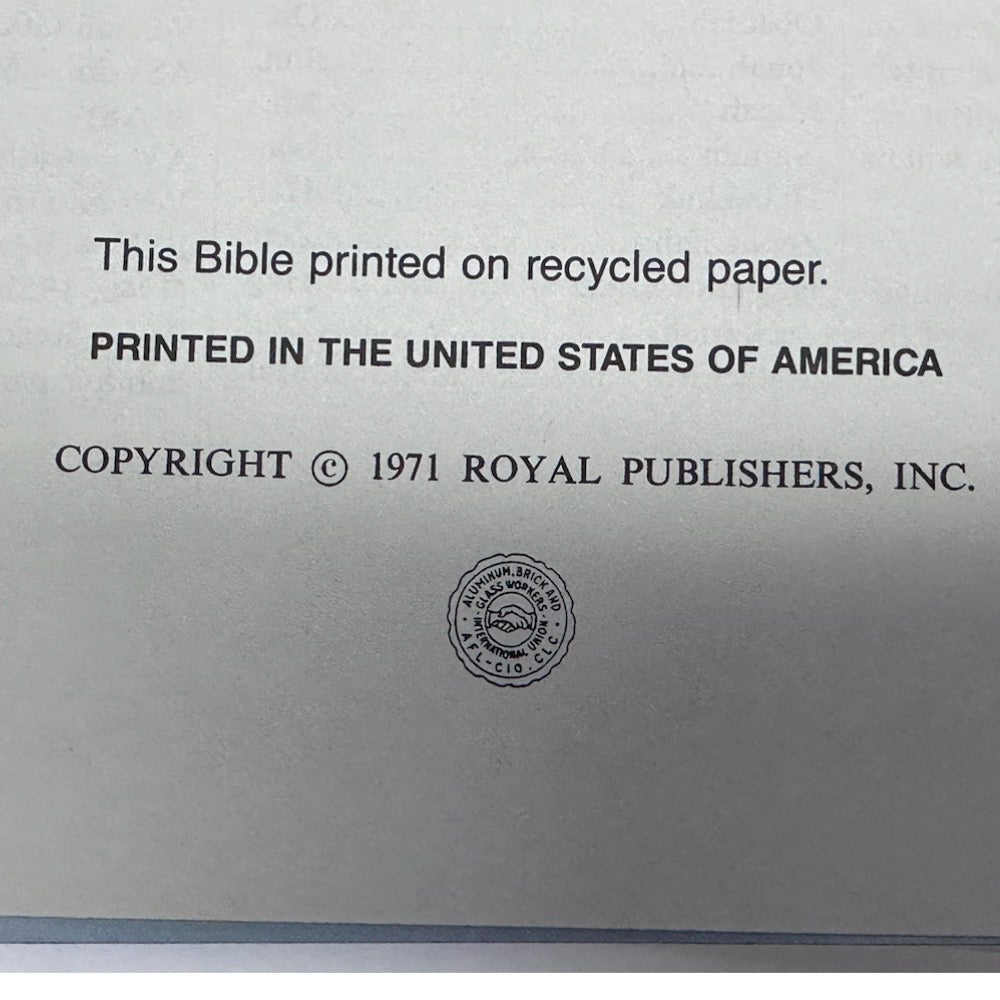 This Bible printed on recycled paper.
PRINTED IN THE UNITED STATES OF AMERICA
COPYRIGHT © 1971 ROYAL PUBLISHERS, INC.
ALUMINUM, BRICK AND
GLASS WORKERS
INTERNATIONAL UNION
AFL-CIO. CLC